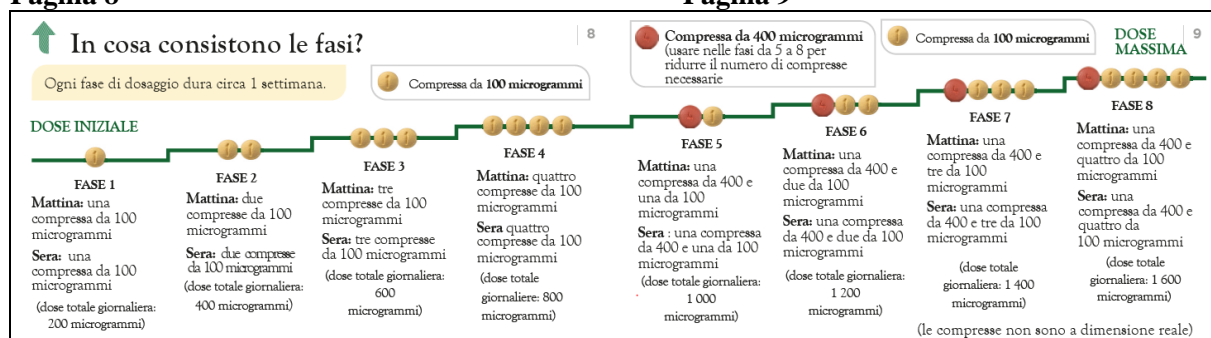 Pagina 8
Pagina 9
In cosa consistono le fasi?
8
Ogni fase di dosaggio dura circa 1 settimana.
Compressa da 100 microgrammi
Compressa da 400 microgrammi
(usare nelle fasi da 5 a 8 per
ridurre il numero di compresse
necessarie
Compressa da 100 microgrammi
DOSE
MASSIMA
9
DOSE INIZIALE
FASE 1
Mattina: una
compressa da 100
microgrammi
Sera: una
compressa da 100
microgrammi
(dose totale giornaliera:
200 microgrammi)
FASE 2
Mattina: due
compresse da 100
microgrammi
Sera: due compresse
da 100 microgrammi
(dose totale giornaliera:
400 microgrammi)
FASE 3
Mattina: tre
compresse da 100
microgrammi
Sera: tre compresse
da 100 microgrammi
(dose totale giornaliera:
600
microgrammi)
FASE 4
Mattina: quattro
compresse da 100
microgrammi
Sera quattro
compresse da 100
microgrammi
(dose totale
giornaliere: 800
microgrammi)
FASE 5
Mattina: una
compressa da 400 e
una da 100
microgrammi
Sera : una compressa
da 400 e una da 100
microgrammi
(dose totale giornaliera:
1 000
microgrammi)
FASE 6
Mattina: una
compressa da 400 e
due da 100
microgrammi
Sera: una compressa
da 400 e due da 100
microgrammi
(dose totale giornaliera:
1 200
microgrammi)
FASE 7
Mattina: una
compressa da 400 e
tre da 100
microgrammi
Sera: una compressa
da 400 e tre da 100
microgrammi
(dose totale
giornaliera: 1 400
microgrammi)
FASE 8
Mattina: una
compressa da 400 e
quattro da 100
microgrammi
Sera: una
compressa da 400 e
quattro da
100 microgrammi
(dose totale
giornaliera: 1 600
microgrammi)
(le compresse non sono a dimensione reale)